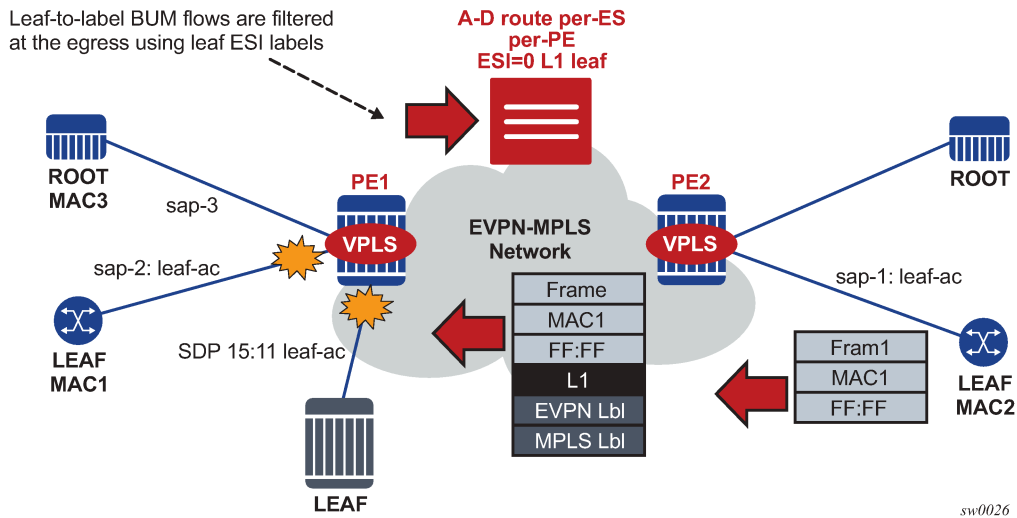 Leaf-to-label BUM flows are filtered
at the egress using leaf ESI labels
A-D route per-ES
per-PE
ESI=0 L1 leaf
ROOT
MAC3
sap-3
PE1
VPLS
EVPN-MPLS
Network
PE2
VPLS
ROOT
sap-2: leaf-ac
sap-1: leaf-ac
LEAF
MAC1
SDP 15:11 leaf-ac
LEAF
Frame
MAC1
FF:FF
L1
EVPN Lbl
MPLS Lbl
Fram1
MAC1
FF:FF
LEAF
MAC2
sw0026